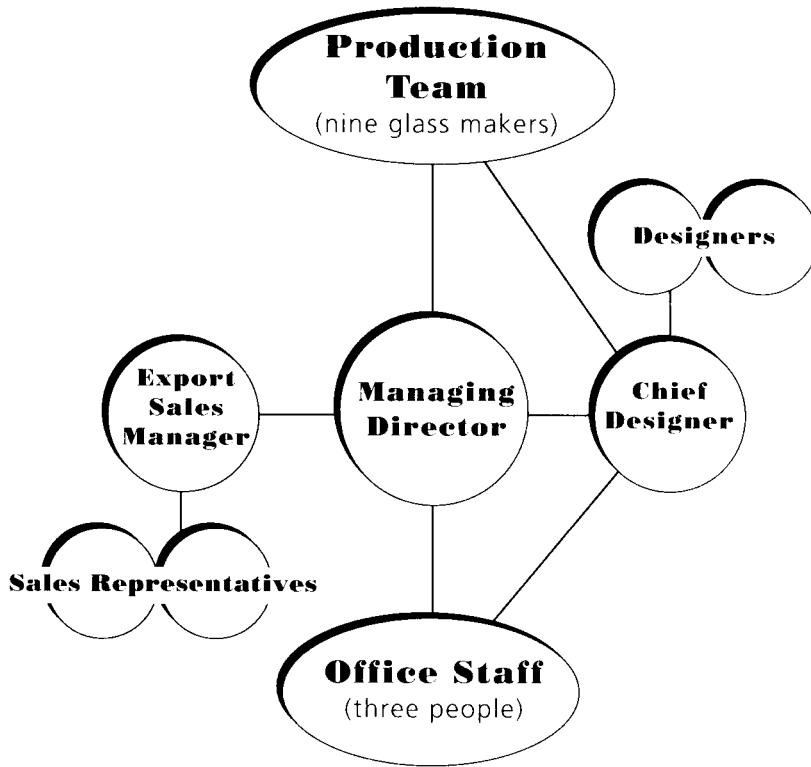 Production
Team
(nine glass makers)
Designers
Export
Sales
Manager
Managing
Director
Chief
Designer
Sales Representatives
Office Staff
(three people)